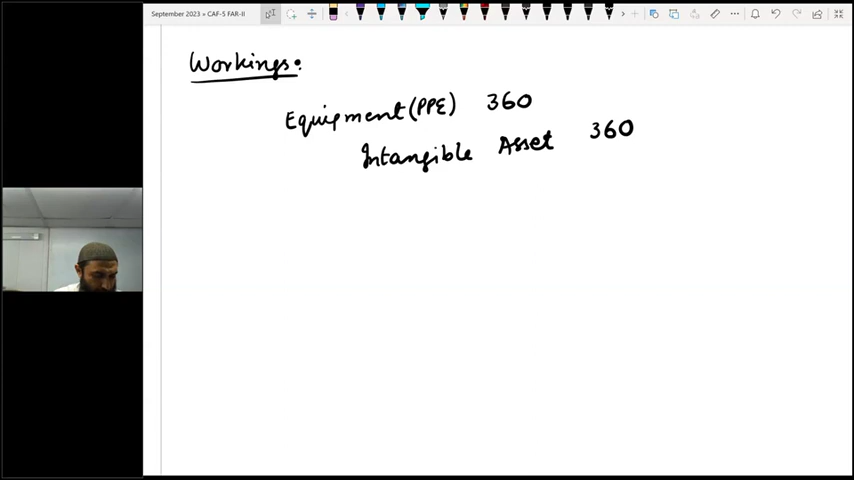 September 2023 » CAF-5 FAR-II
Workings:
Equipment (PPE) 360
Intangible Asset 360